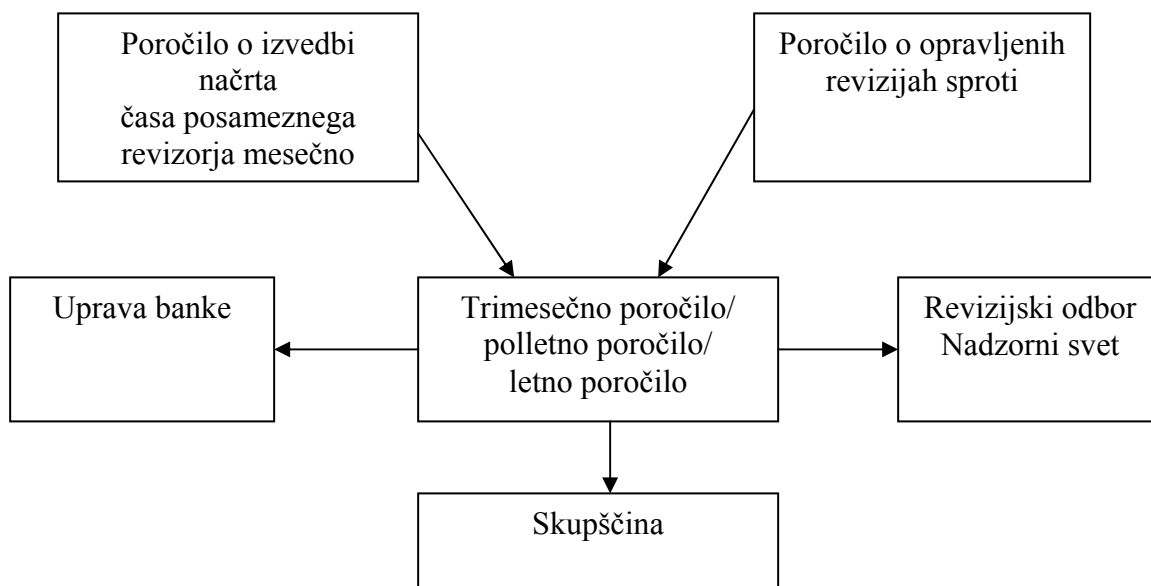 Poročilo o izvedbi
načrta
časa posameznega
revizorja mesečno
Poročilo o opravljenih
revizijah sproti
Uprava banke
Trimesečno poročilo/
polletno poročilo/
letno poročilo
Revizijski odbor
Nadzorni svet
Skupščina